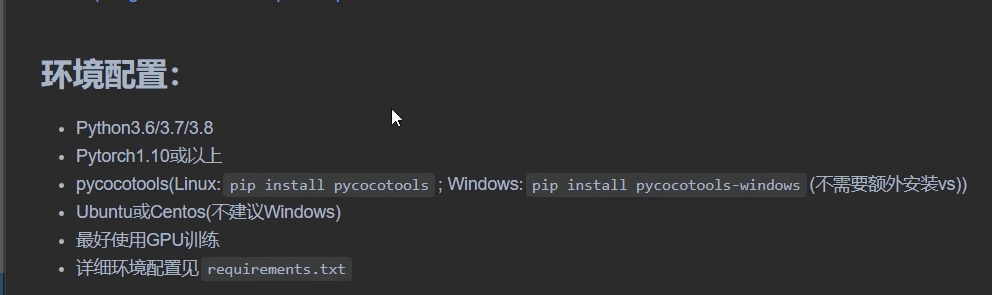 环境配置：
Python3.6/3.7/3.8
Pytorch1.10或以上
pycocotools(Linux: pip install pycocotools ; Windows: pip install pycocotools-windows (不需要额外安装vs))
Ubuntu或Centos(不建议Windows)
最好使用GPU训练
详细环境配置见 requirements.txt